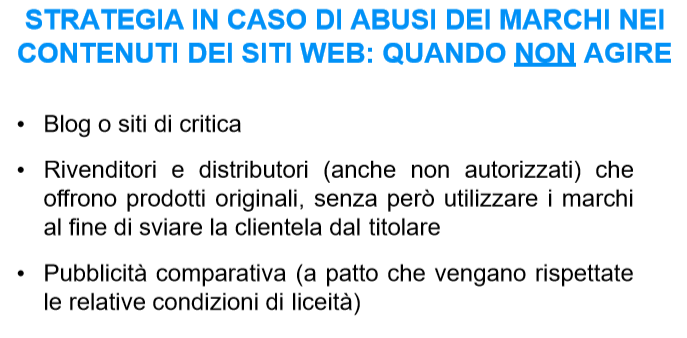 STRATEGIA IN CASO DI ABUSI DEI MARCHI NEI
CONTENUTI DEI SITI WEB: QUANDO NON AGIRE
• Blog o siti di critica
• Rivenditori e distributori (anche non autorizzati) che
offrono prodotti originali, senza però utilizzare i marchi
al fine di sviare la clientela dal titolare
• Pubblicità comparativa (a patto che vengano rispettate
le relative condizioni di liceità)